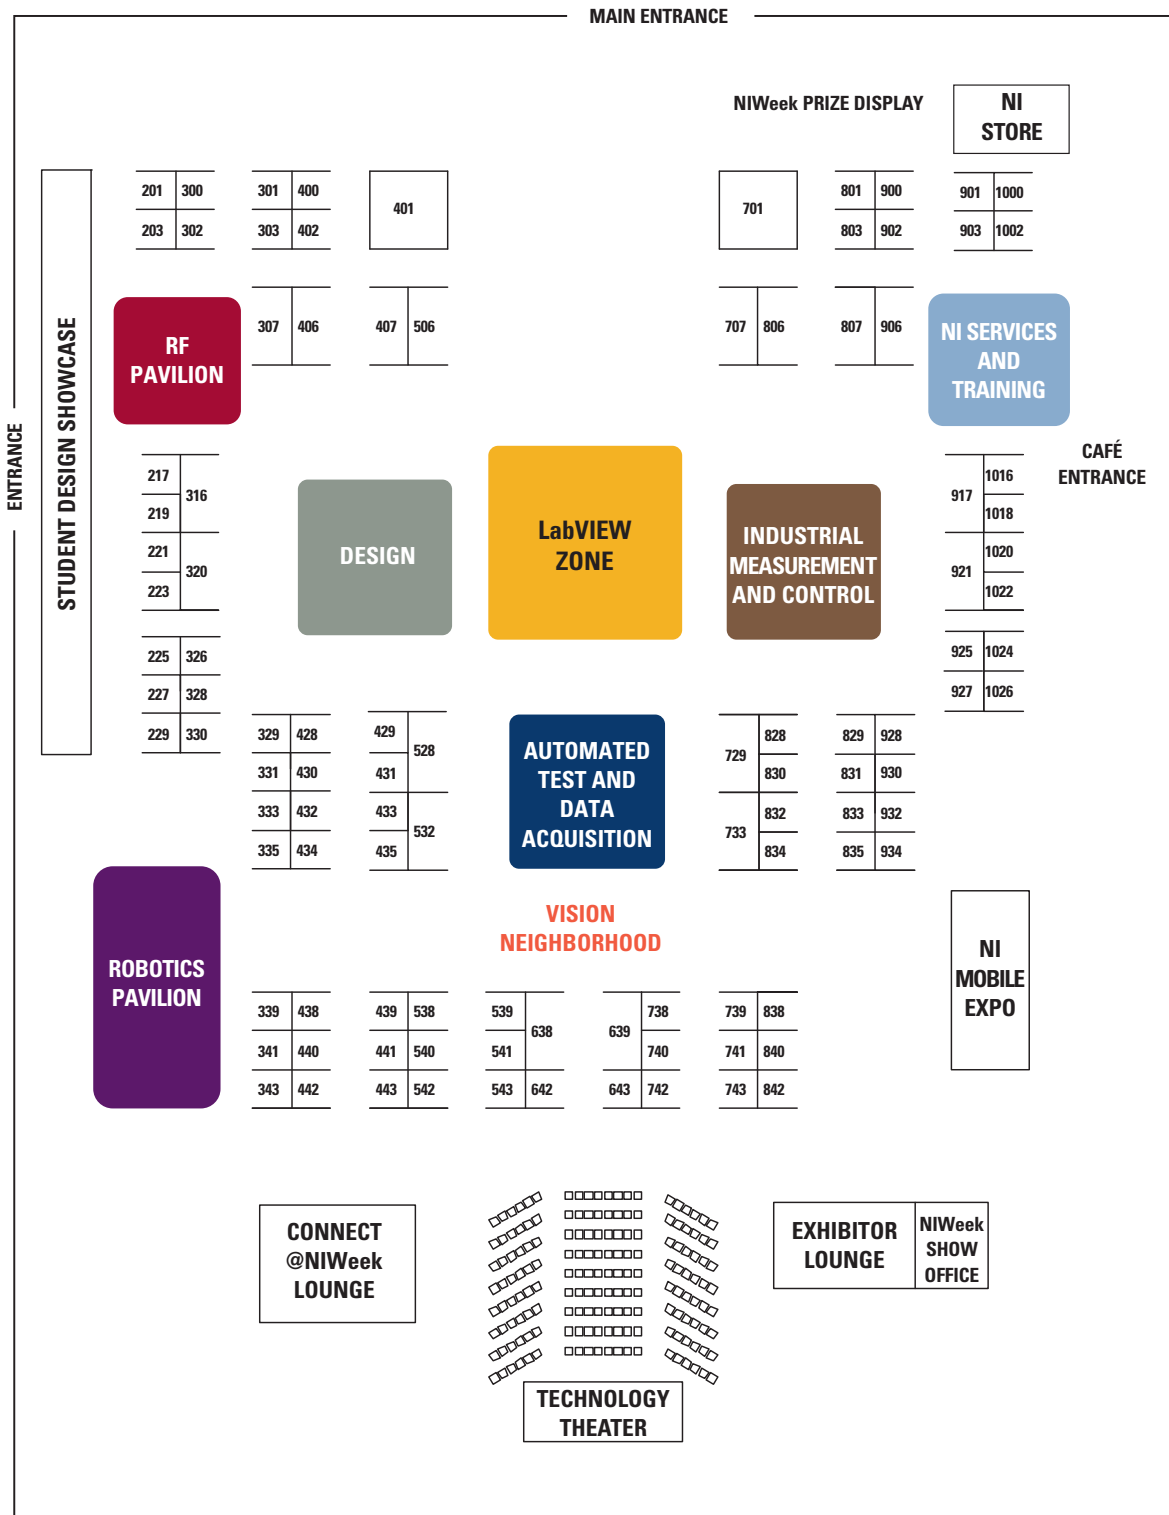 MAIN ENTRANCE
NIWeek PRIZE DISPLAY
NI
STORE
201 300 301 400 401 701 801 900 901 1000
203 302 303 402 803 902 903 1002
ENTRANCE
STUDENT DESIGN SHOWCASE
RF
PAVILION
307 406 407 506 707 806 807 906
NI SERVICES
AND
TRAINING
CAFÉ
ENTRANCE
217 316
219
221 320
223
225 326
227 328
229 330
DESIGN
LabVIEW
ZONE
INDUSTRIAL
MEASUREMENT
AND CONTROL
917 1016
1018
921 1020
1022
925 1024
927 1026
329 428
331 430
333 432
335 434
429 528
431
433 532
435
AUTOMATED
TEST AND
DATA
ACQUISITION
729 828
830
733 832
834
829 928
831 930
833 932
835 934
VISION
NEIGHBORHOOD
ROBOTICS
PAVILION
NI
MOBILE
EXPO
339 438 439 538 539 638 639 738 739 838
341 440 441 540 541 740 741 840
343 442 443 542 543 642 643 742 743 842
CONNECT
@NIWeek
LOUNGE
EXHIBITOR
LOUNGE
NIWeek
SHOW
OFFICE
TECHNOLOGY
THEATER